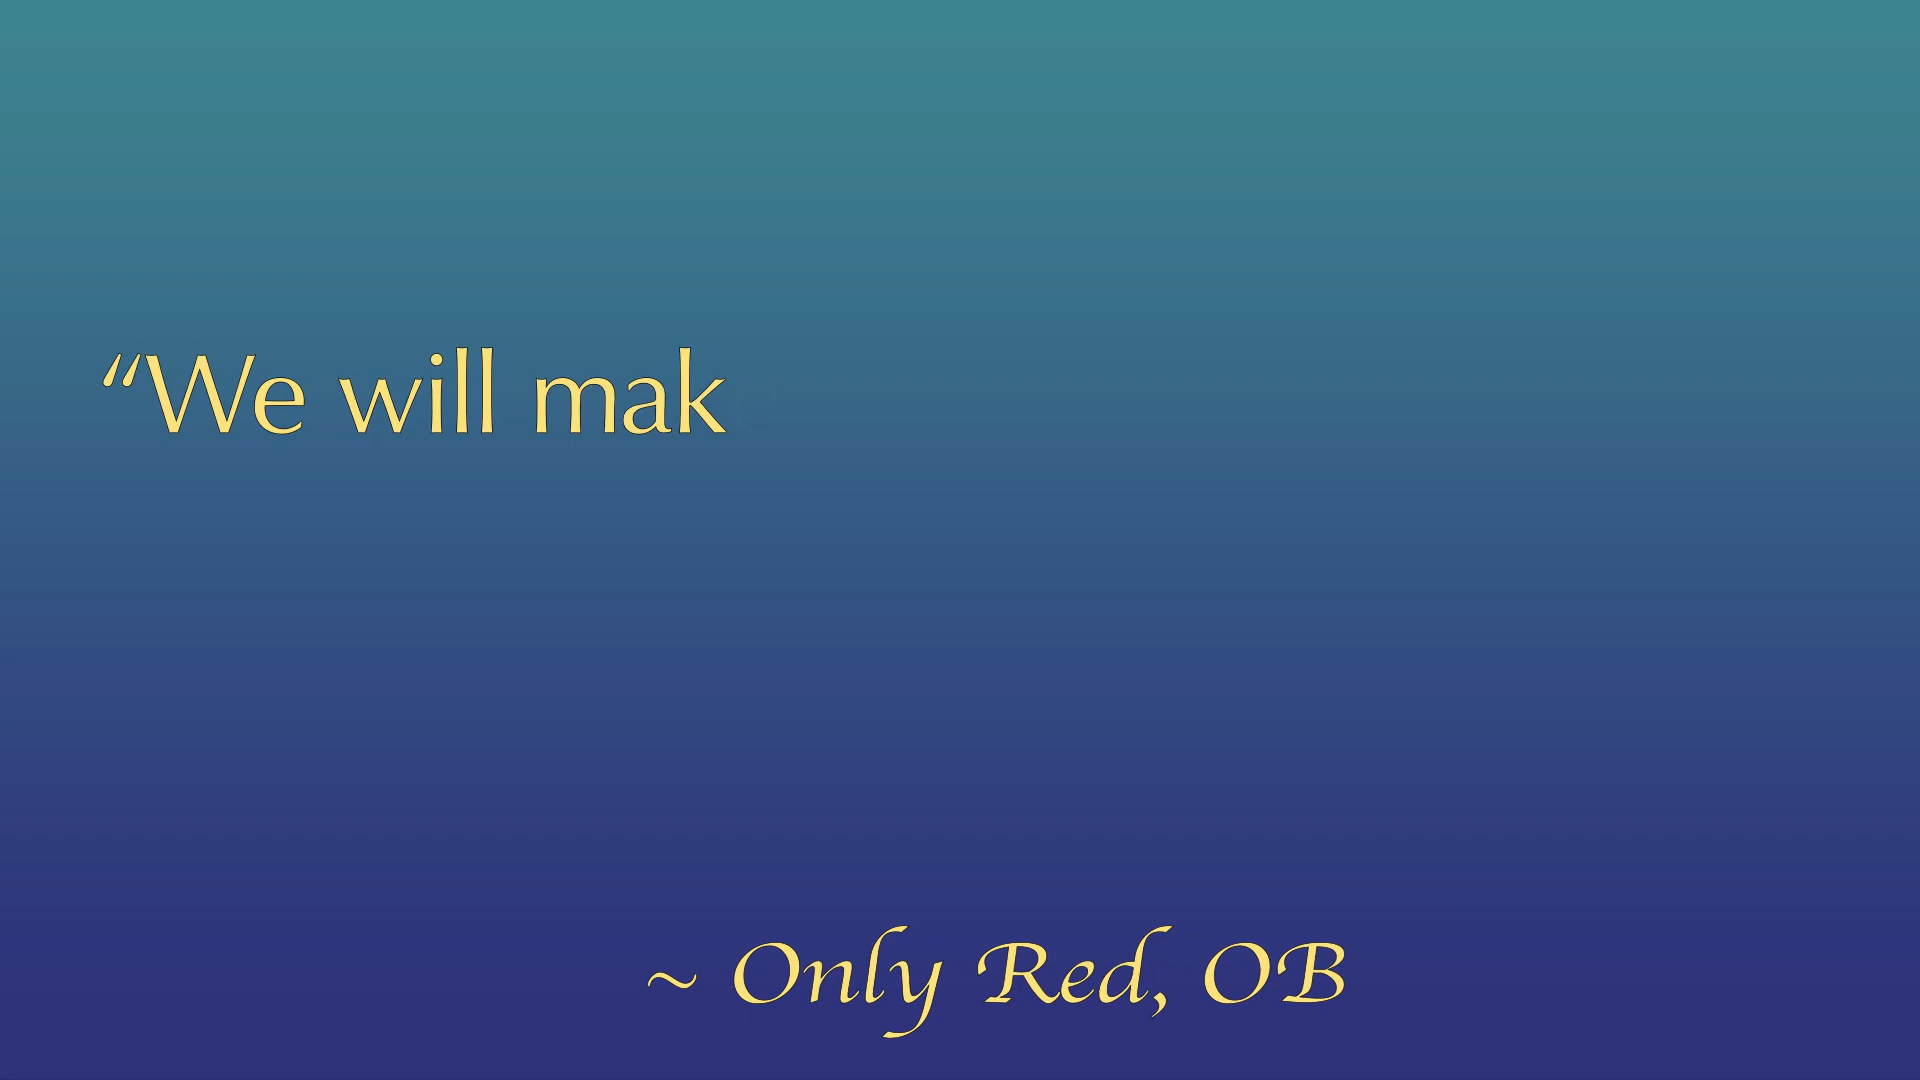 “We will mak
~ Only Red, OB